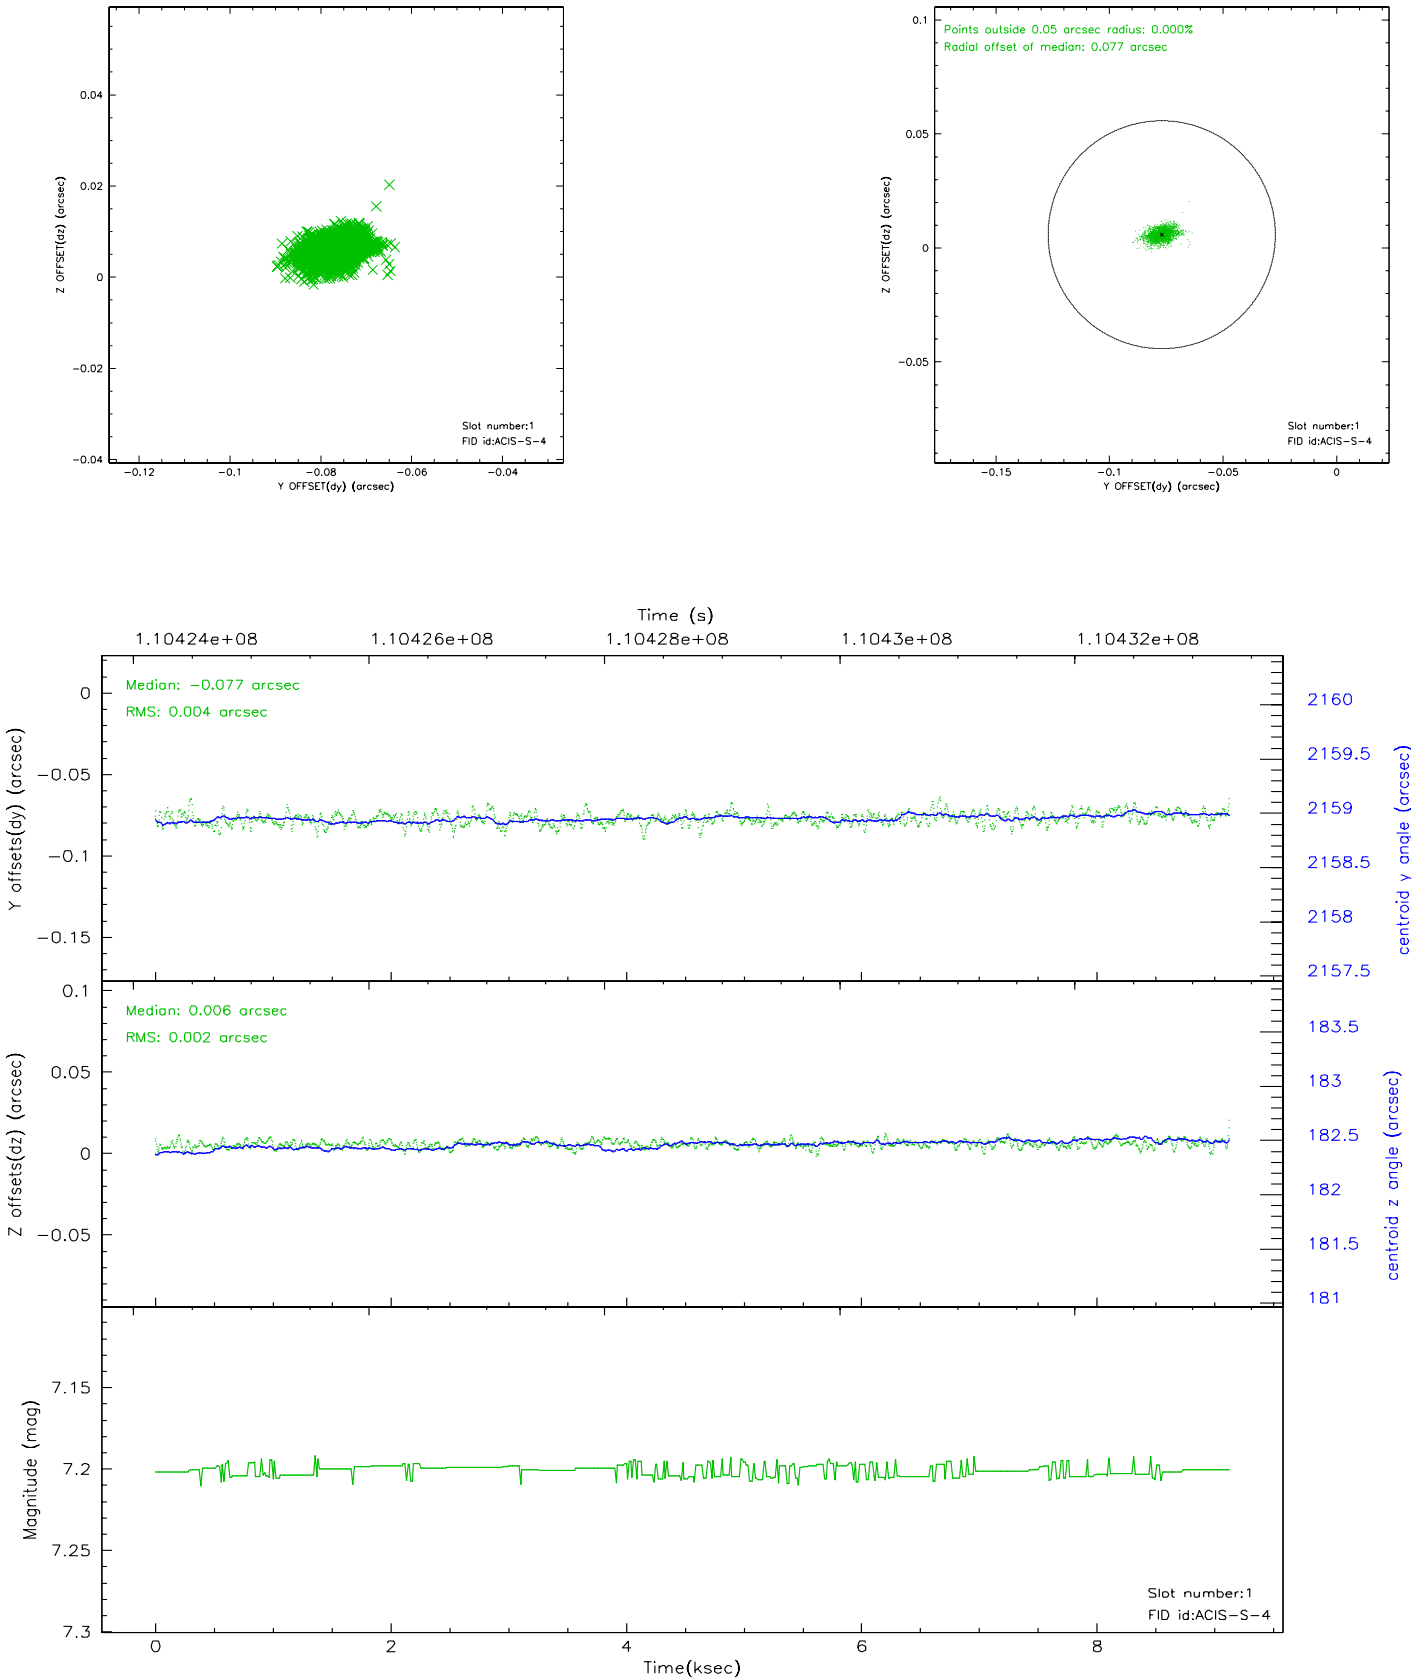 0.04
0.02
0
−0.02
−0.04
Z OFFSET(dz) (arcsec)
Slot number:1
FID id:ACIS−S−4
−0.12 −0.1 −0.08 −0.06 −0.04
Y OFFSET(dy) (arcsec)
Points outside 0.05 arcsec radius: 0.000%
Radial offset of median: 0.077 arcsec
0.1
0.05
0
−0.05
Z OFFSET(dz) (arcsec)
Slot number:1
FID id:ACIS−S−4
−0.15 −0.1 −0.05 0
Y OFFSET(dy) (arcsec)
Time (s)
1.10424e+08 1.10426e+08 1.10428e+08 1.1043e+08 1.10432e+08
Median: −0.077 arcsec
RMS: 0.004 arcsec
0
−0.05
−0.1
−0.15
Y offsets(dy) (arcsec)
2160
2159.5
2159
2158.5
2158
2157.5
centroid y angle (arcsec)
Median: 0.006 arcsec
RMS: 0.002 arcsec
0.1
0.05
0
−0.05
Z offsets(dz) (arcsec)
183.5
183
182.5
182
181.5
181
centroid z angle (arcsec)
7.15
7.2
7.25
7.3
Magnitude (mag)
Slot number:1
FID id:ACIS−S−4
0 2 4 6 8
Time(ksec)